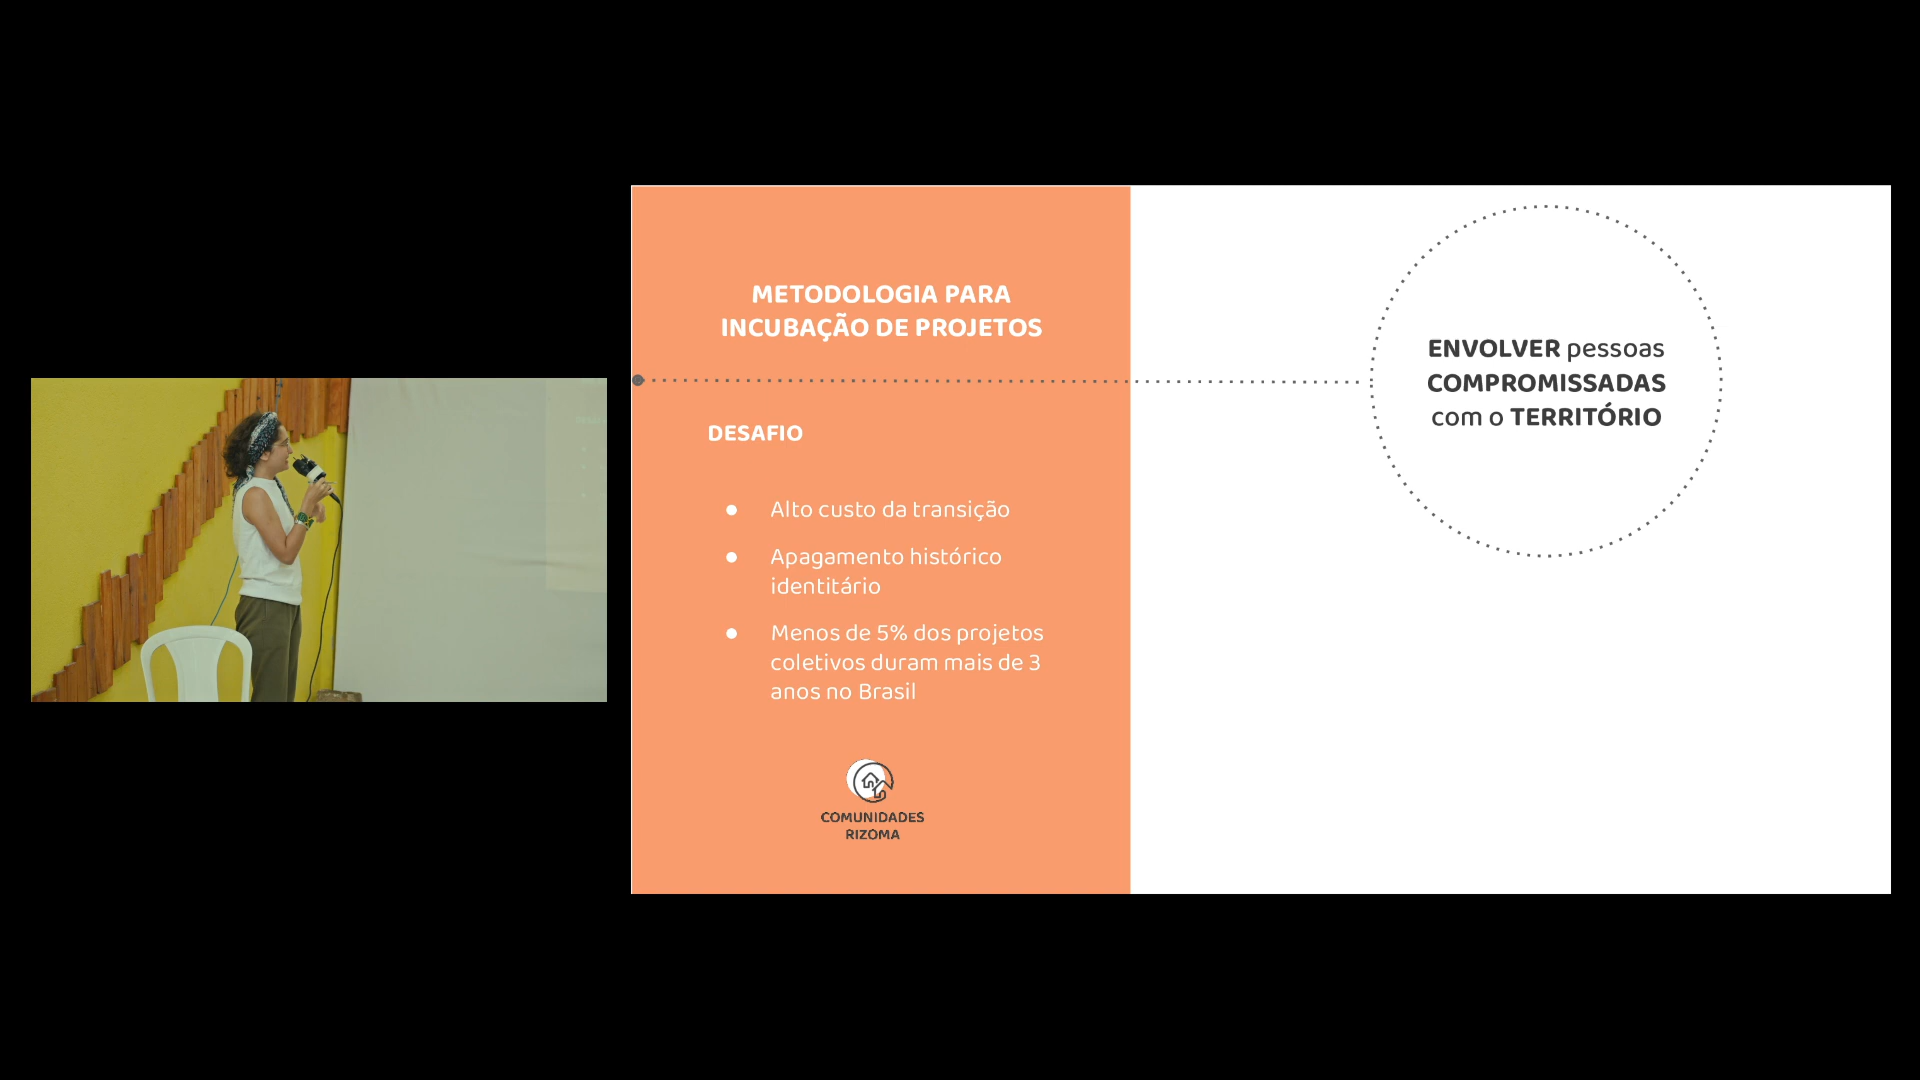 METODOLOGIA PARA
INCUBAÇÃO DE PROJETOS
DESAFIO
● Alto custo da transição
● Apagamento histórico
identitário
● Menos de 5% dos projetos
coletivos duram mais de 3
anos no Brasil
COMUNIDADES
RIZOMA
ENVOLVER pessoas
COMPROMISSADAS
com o TERRITÓRIO